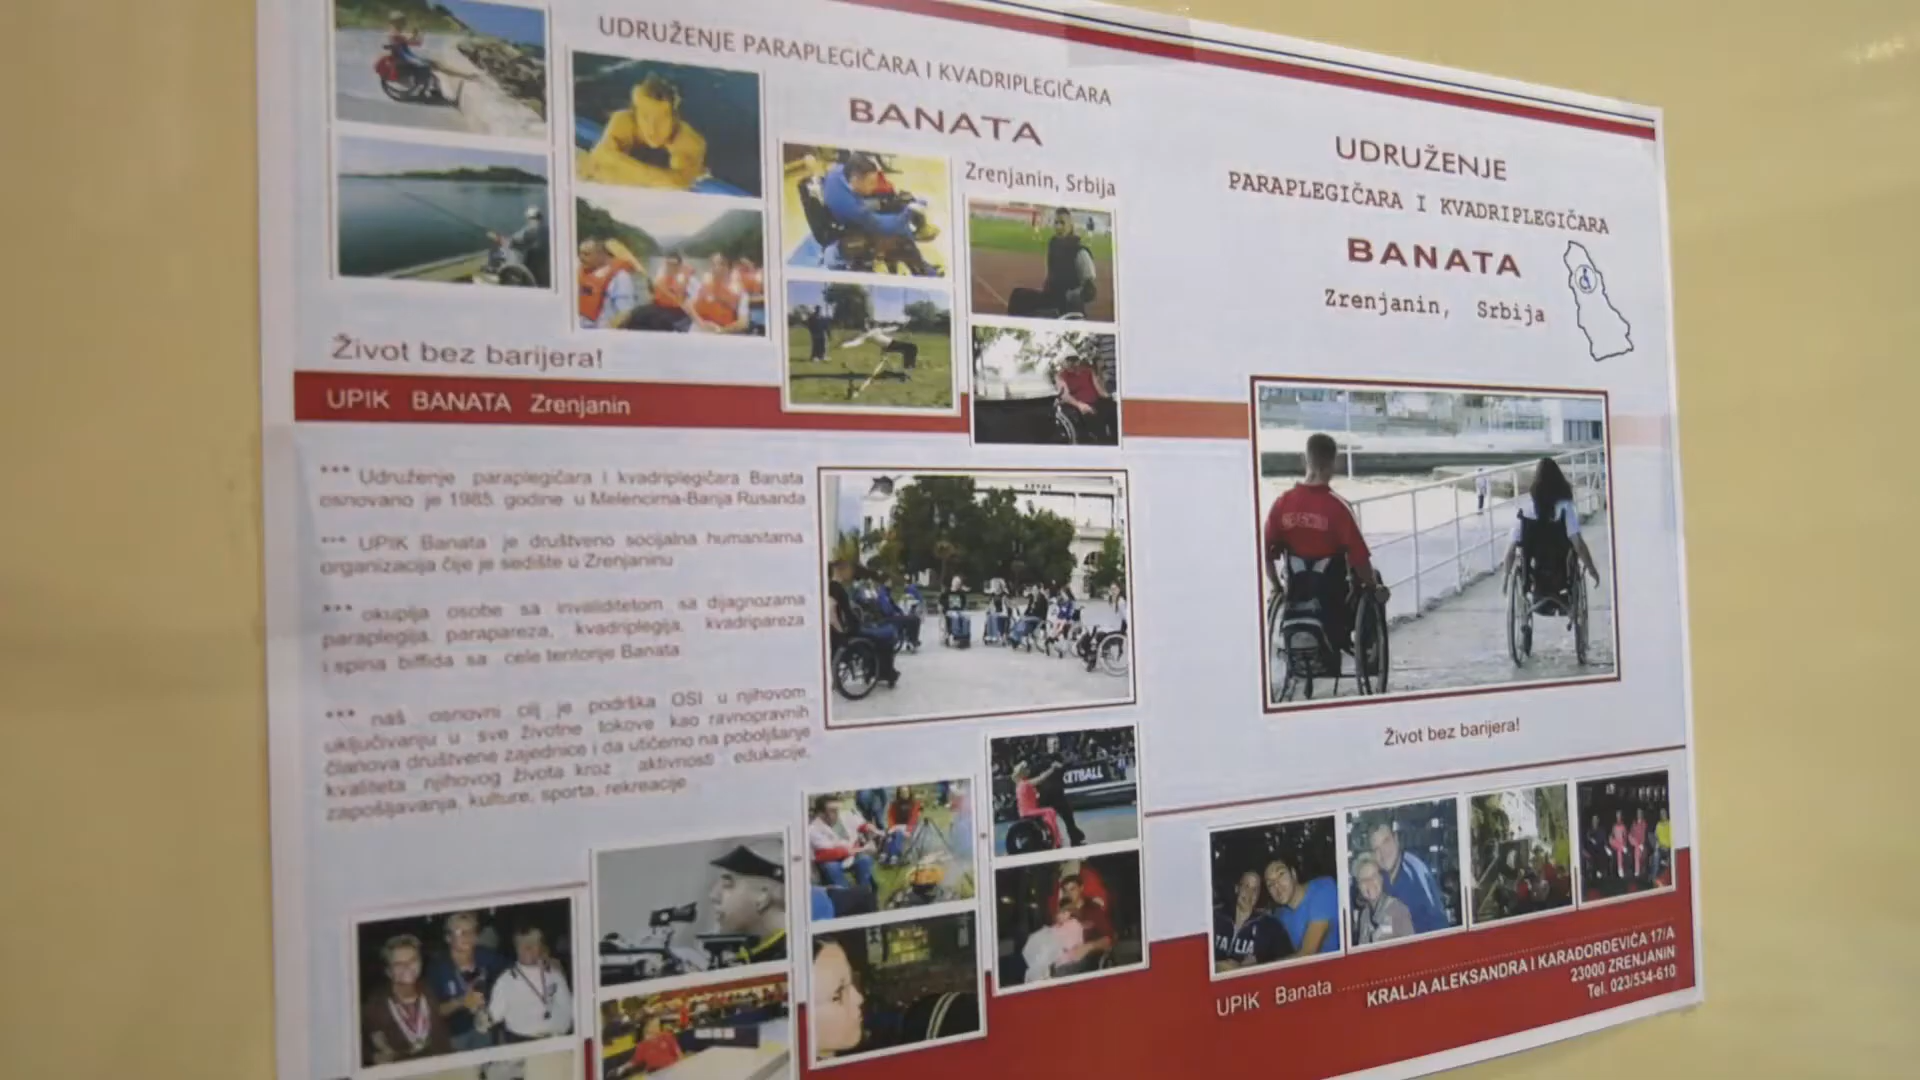 UDRUŽENJE PARAPLEGIČARA I KVADRIPLEGIČARA
BANATA
Zrenjanin, Srbija
Život bez barijera!
UPIK BANATA Zrenjanin
*** Udruženje paraplegičara I kvadriplegičara Banata
osnovano je 1985. godine u Melencima-Banja Rusanda
*** UPIK Banata je društveno socijalna humanitarna
organizacija čije je sedište u Zrenjaninu
*** okuplja osobe sa invaliditetom sa dijagnozama
paraplegija, parapareza, kvadriplegija, kvadripareza
i spina biffida sa cele teritorije Banata
*** naš osnovni cilj je podrška OSI u njihovom
uključivanju u sve životne tokove kao ravnopravnih
članova društvene zajednice i da utičemo na poboljšanje
kvaliteta njihovog života kroz aktivnosti edukacije,
zapošljavanja, kulture, sporta, rekreacije
CETBALL
UDRUŽENJE
PARAPLEGIČARA I KVADRIPLEGIČARA
BANATA
Zrenjanin, Srbija
Život bez barijera!
TALIA
UPIK Banata ................ KRALJA ALEKSANDRA I KARAĐORĐEVIĆA 17/A
23000 ZRENJANIN
Tel. 023/534-610